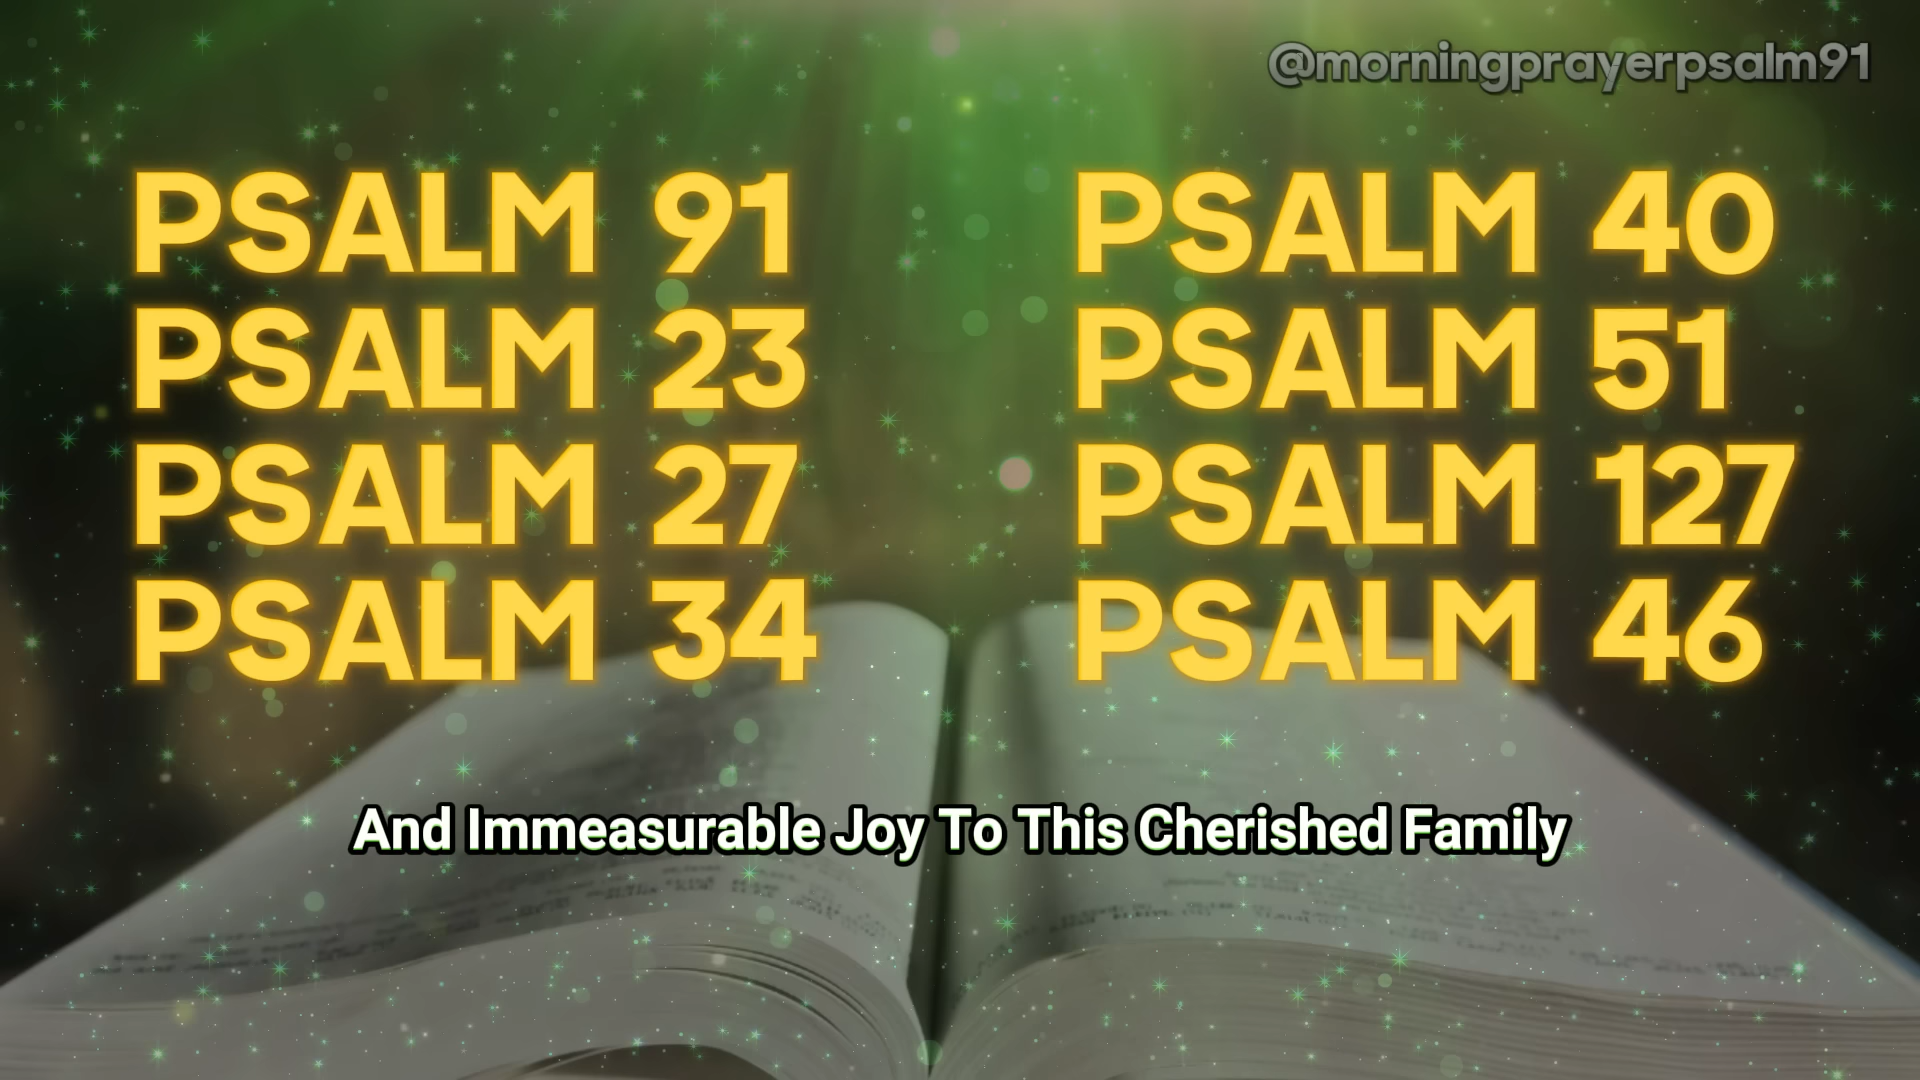 @morningprayerpsalm91
PSALM 91
PSALM 23
PSALM 27
PSALM 34
PSALM 40
PSALM 51
PSALM 127
PSALM 46
And Immeasurable Joy To This Cherished Family